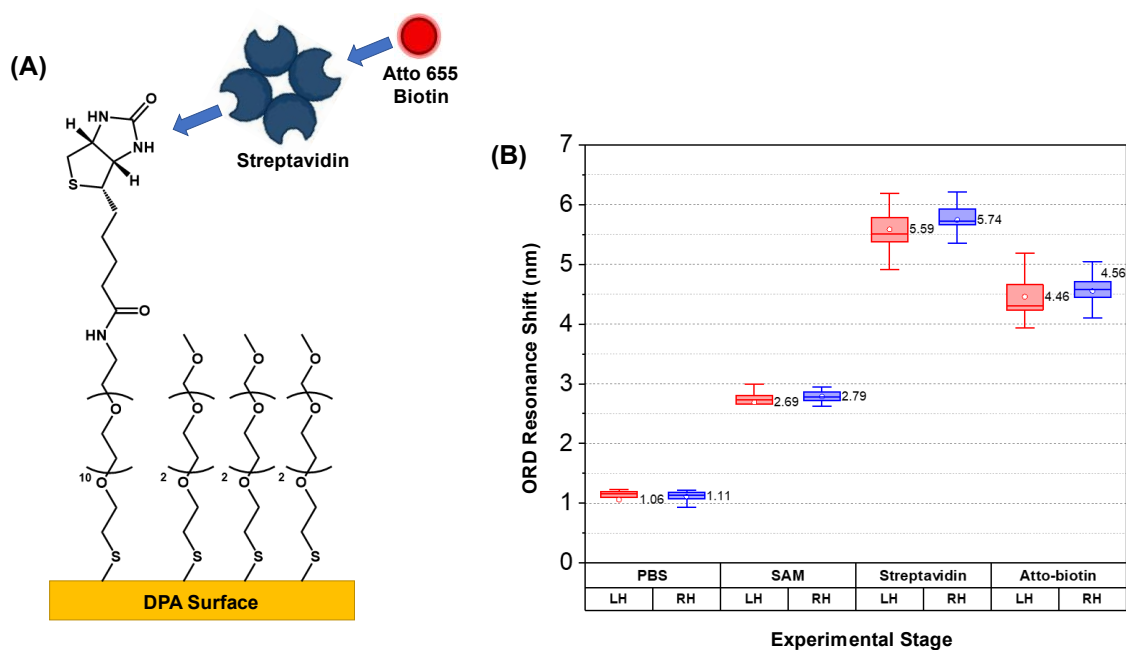 (A)
Atto 655
Biotin
Streptavidin
O
HN
NH
H
H
S
O
HN
O
O
O
O
O
O
O
O
10
O
2
O
2
O
2
O
S
S
S
S
DPA Surface
(B)
ORD Resonance Shift (nm)
7
6
5
4
3
2
1
0
1.06
1.11
2.69
2.79
5.59
5.74
4.46
4.56
PBS
SAM
Streptavidin
Atto-biotin
LH
RH
LH
RH
LH
RH
LH
RH
Experimental Stage